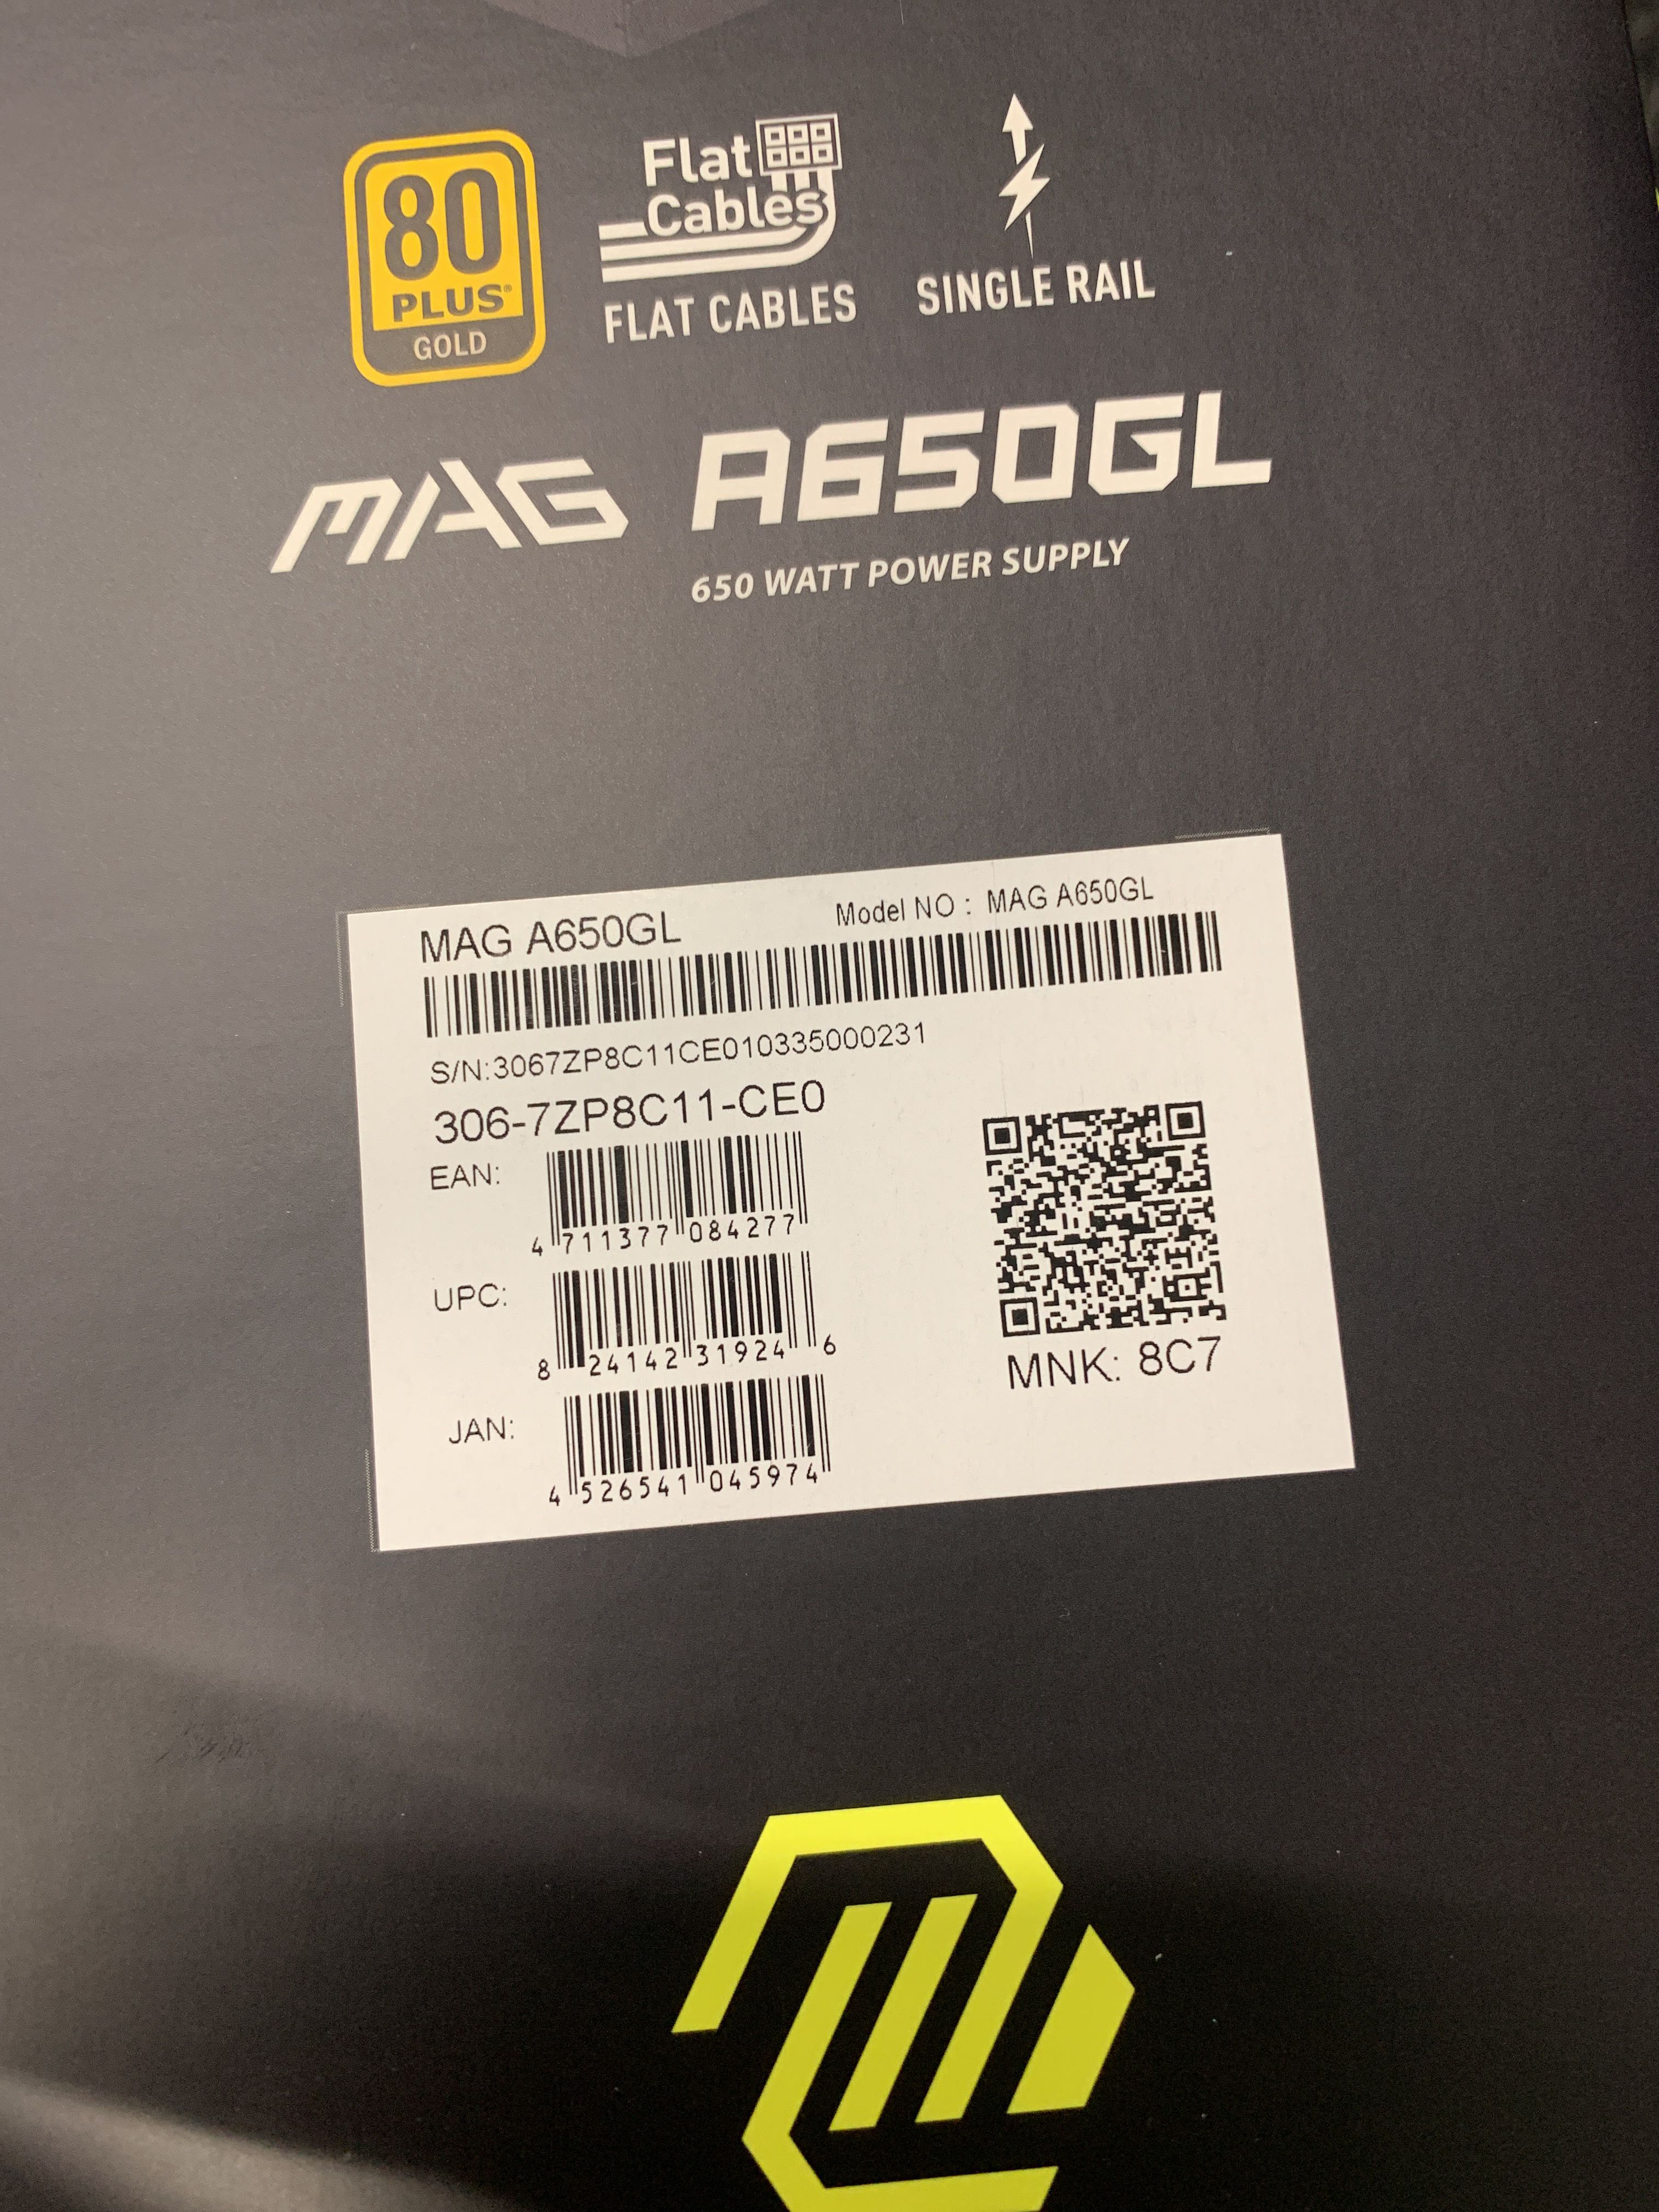 80
PLUS®
GOLD
Flat
Cables
FLAT CABLES
SINGLE RAIL
MAG A650GL
650 WATT POWER SUPPLY
MAG A650GL
Model NO : MAG A650GL
S/N:3067ZP8C11CE010335000231
306-7ZP8C11-CE0
EAN:
4 711377 084277
UPC:
8 24142 31924 6
JAN:
4 526541 045974
MNK: 8C7